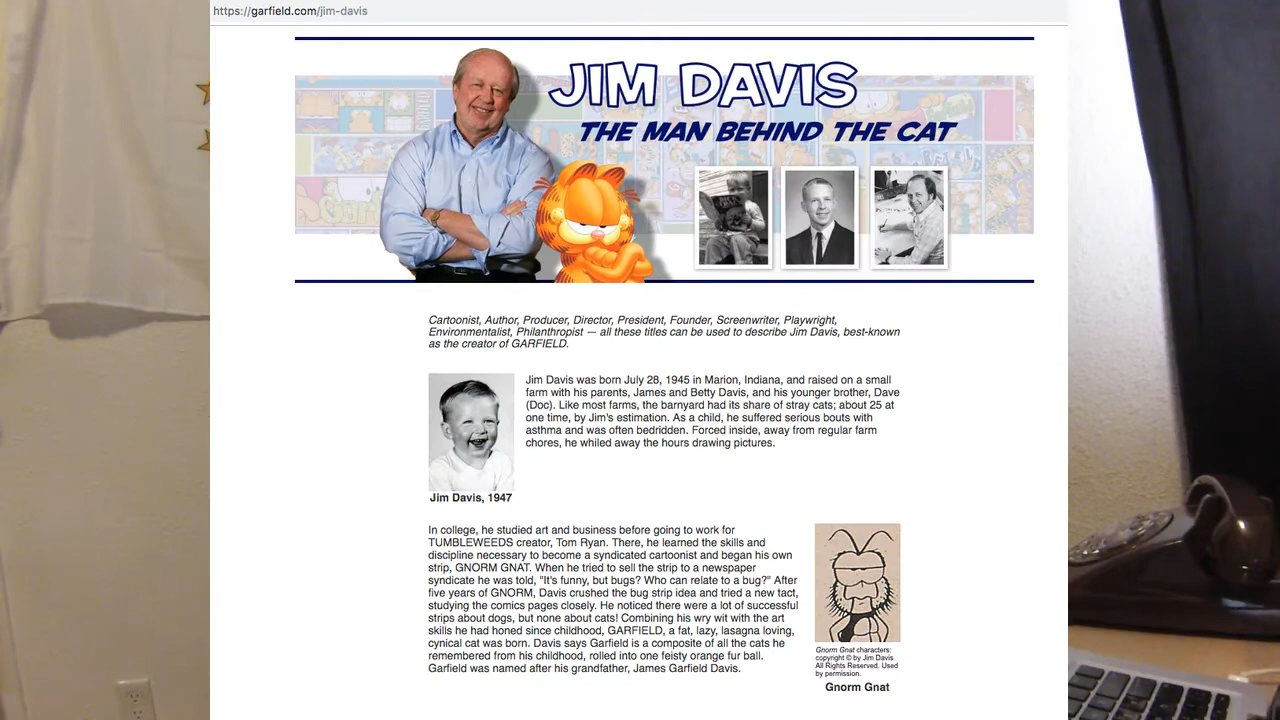 https://garfield.com/jim-davis
JIM DAVIS
THE MAN BEHIND THE CAT
Cartoonist, Author, Producer, Director, President, Founder, Screenwriter, Playwright,
Environmentalist, Philanthropist — all these titles can be used to describe Jim Davis, best-known
as the creator of GARFIELD.
Jim Davis was born July 28, 1945 in Marion, Indiana, and raised on a small
farm with his parents, James and Betty Davis, and his younger brother, Dave
(Doc). Like most farms, the barnyard had its share of stray cats; about 25 at
one time, by Jim's estimation. As a child, he suffered serious bouts with
asthma and was often bedridden. Forced inside, away from regular farm
chores, he whiled away the hours drawing pictures.
Jim Davis, 1947
In college, he studied art and business before going to work for
TUMBLEWEEDS creator, Tom Ryan. There, he learned the skills and
discipline necessary to become a syndicated cartoonist and began his own
strip, GNORM GNAT. When he tried to sell the strip to a newspaper
syndicate he was told, "It's funny, but bugs? Who can relate to a bug?" After
five years of GNORM, Davis crushed the bug strip idea and tried a new tact,
studying the comics pages closely. He noticed there were a lot of successful
strips about dogs, but none about cats! Combining his wry wit with the art
skills he had honed since childhood, GARFIELD, a fat, lazy, lasagna loving,
cynical cat was born. Davis says Garfield is a composite of all the cats he
remembered from his childhood, rolled into one feisty orange fur ball.
Garfield was named after his grandfather, James Garfield Davis.
Gnorm Gnat characters:
copyright © by Jim Davis
All Rights Reserved. Used
by permission.
Gnorm Gnat